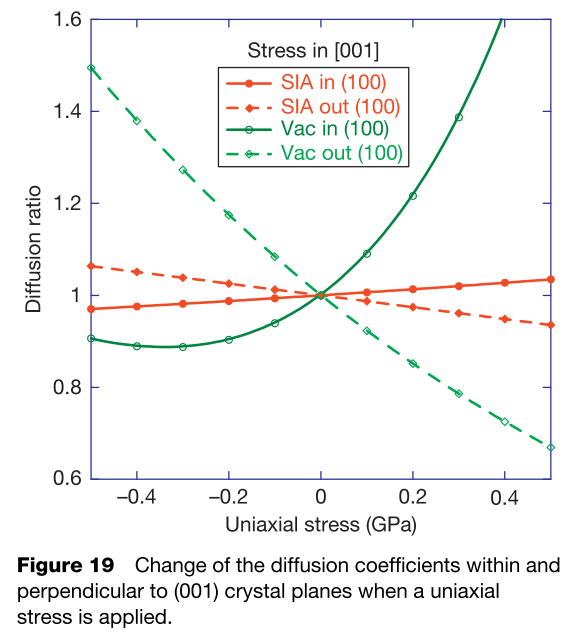 1.6
Stress in [001]
SIA in (100)
SIA out (100)
Vac in (100)
Vac out (100)
1.4
1.2
Diffusion ratio
1
0.8
0.6
−0.4 −0.2 0 0.2 0.4
Uniaxial stress (GPa)
Figure 19 Change of the diffusion coefficients within and
perpendicular to (001) crystal planes when a uniaxial
stress is applied.